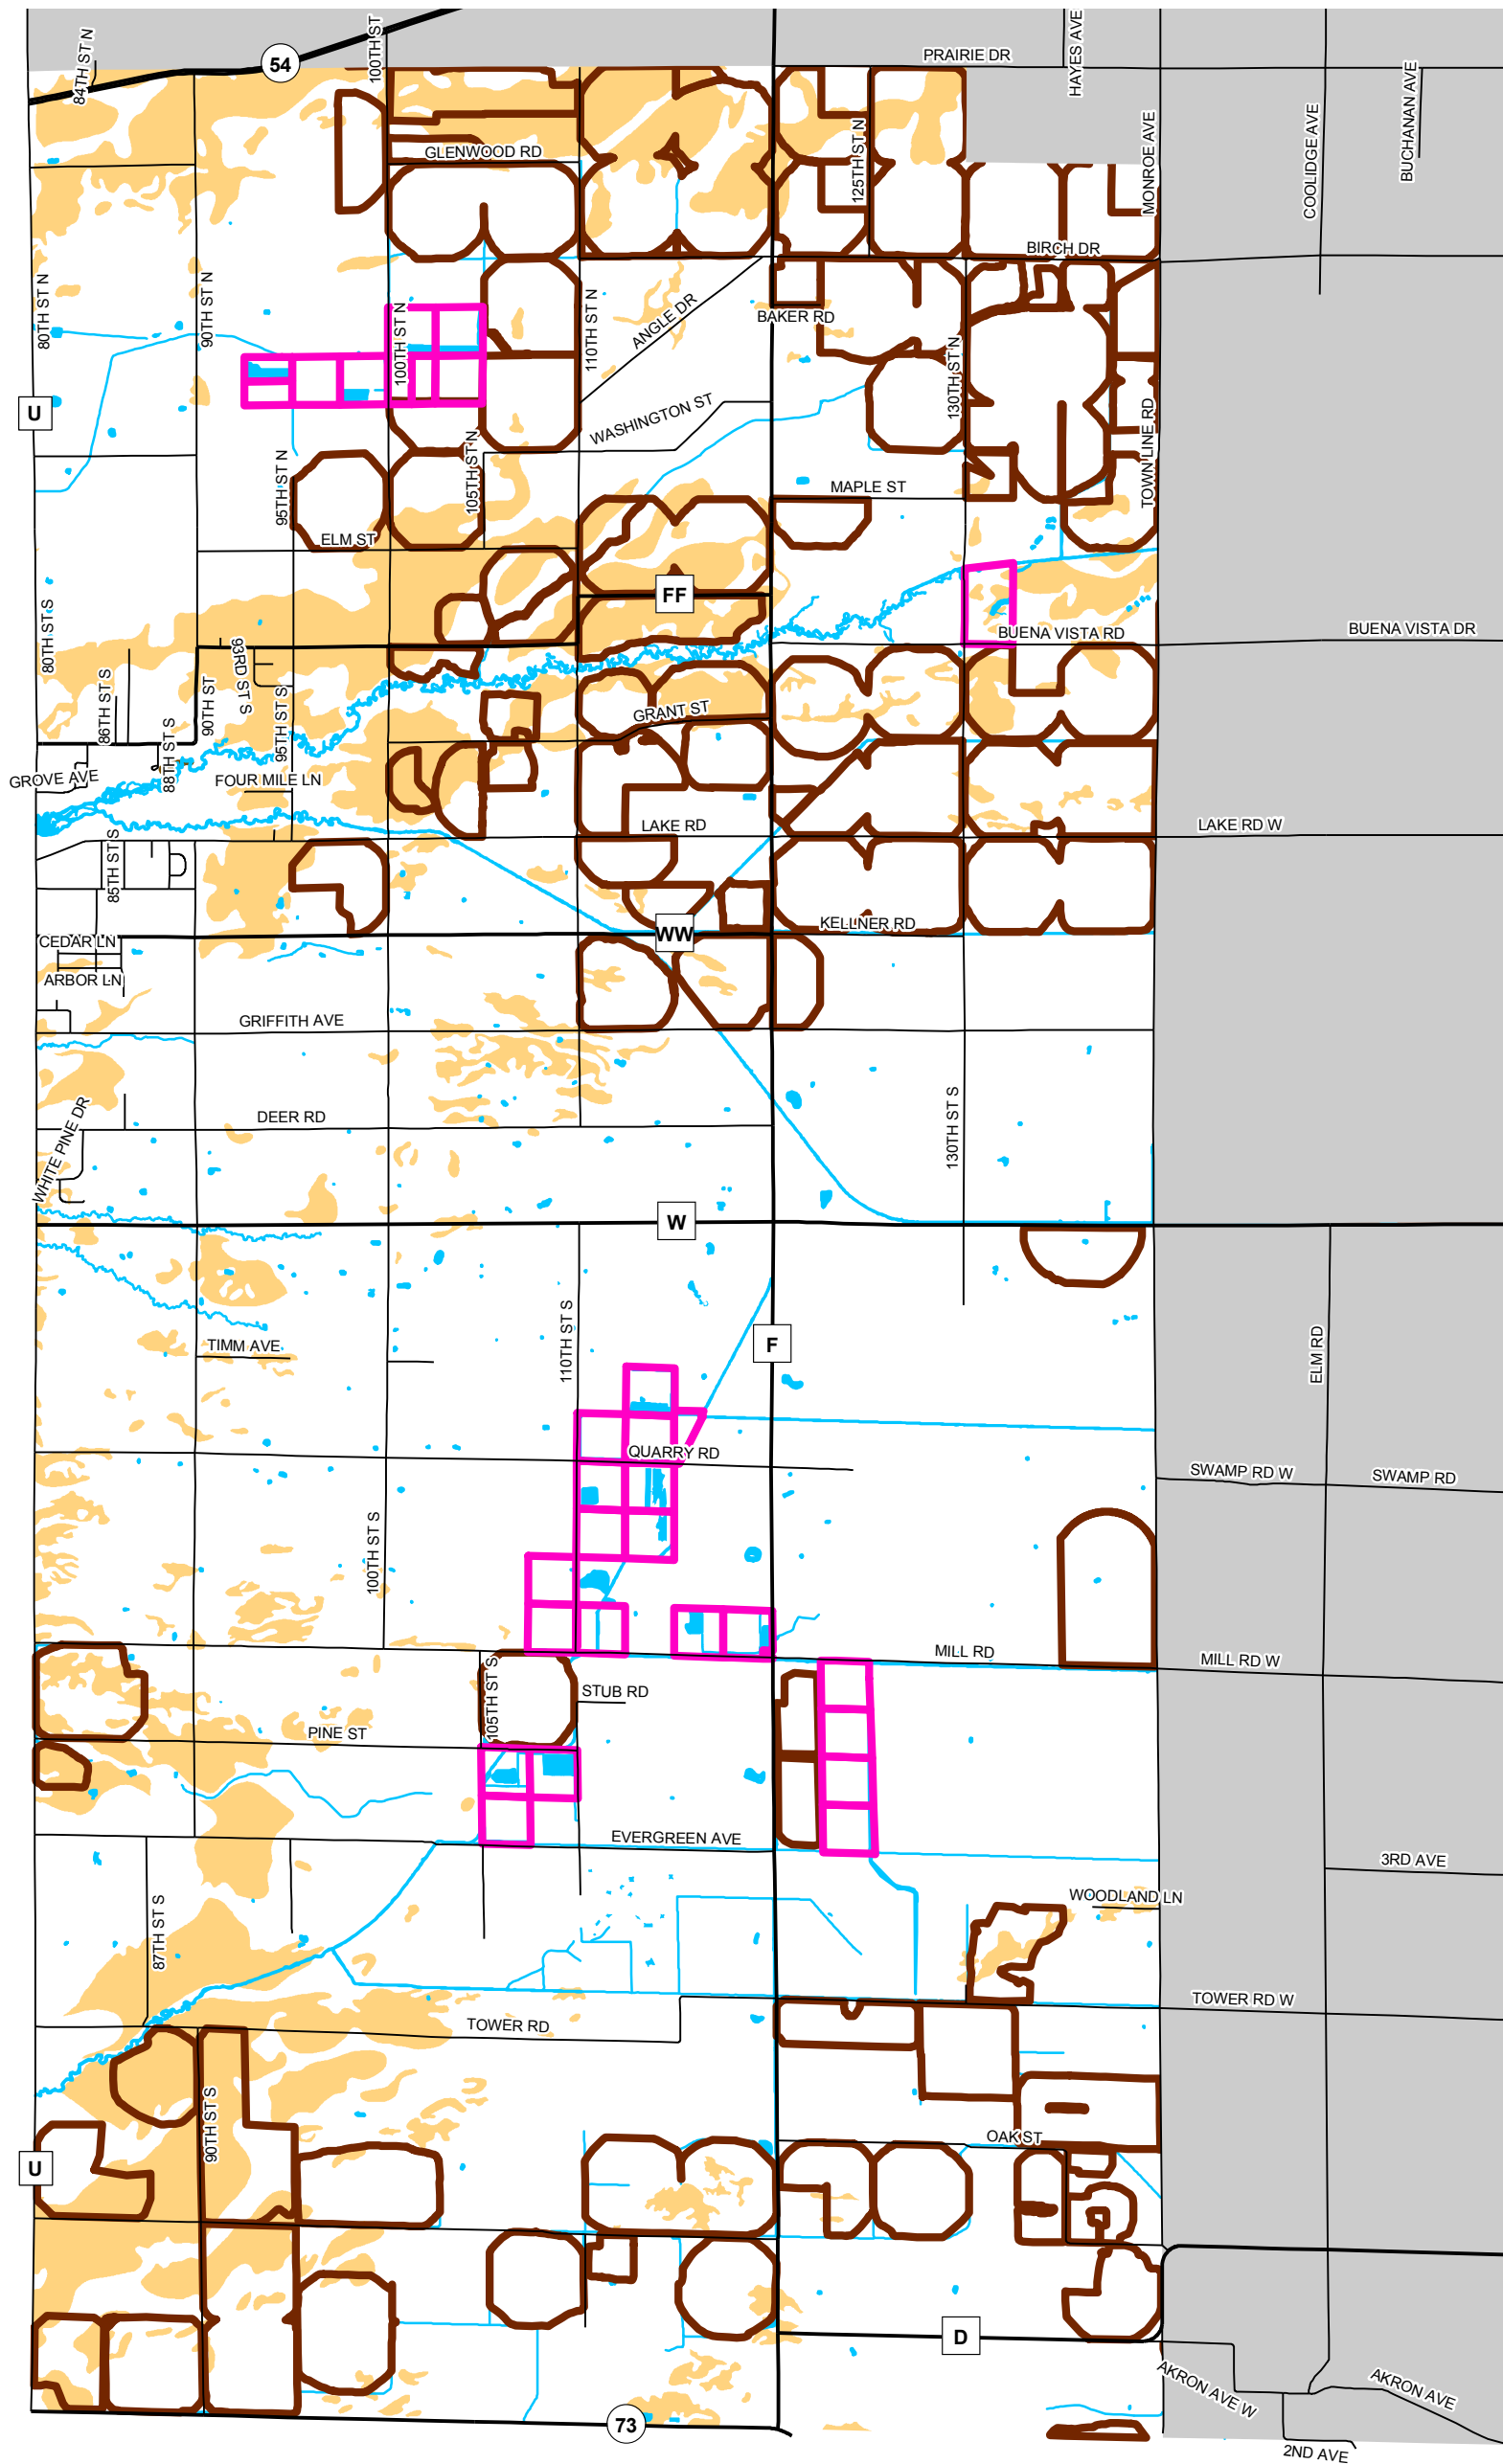 84TH ST N
54
100TH ST
PRAIRIE DR
HAYES AVE
BUCHANAN AVE
COOLIDGE AVE
MONROE AVE
125TH ST N
GLENWOOD RD
BIRCH DR
80TH ST N
90TH ST N
100TH ST N
110TH ST N
ANGLE DR
BAKER RD
130TH ST N
U
WASHINGTON ST
TOWN LINE RD
95TH ST N
105TH ST N
MAPLE ST
ELM ST
FF
80TH ST S
93RD ST S
BUENA VISTA RD
BUENA VISTA DR
86TH ST S
90TH ST
88TH ST S
95TH ST S
GRANT ST
GROVE AVE
FOUR MILE LN
LAKE RD
LAKE RD W
85TH ST S
KELLNER RD
WW
CEDAR LN
ARBOR LN
GRIFFITH AVE
DEER RD
WHITE PINE DR
130TH ST S
W
110TH ST S
F
ELM RD
TIMM AVE
QUARRY RD
SWAMP RD W
SWAMP RD
100TH ST S
MILL RD
MILL RD W
105TH ST S
STUB RD
PINE ST
EVERGREEN AVE
3RD AVE
87TH ST S
WOODLAND LN
TOWER RD W
TOWER RD
90TH ST S
OAK ST
U
D
AKRON AVE W
AKRON AVE
73
2ND AVE